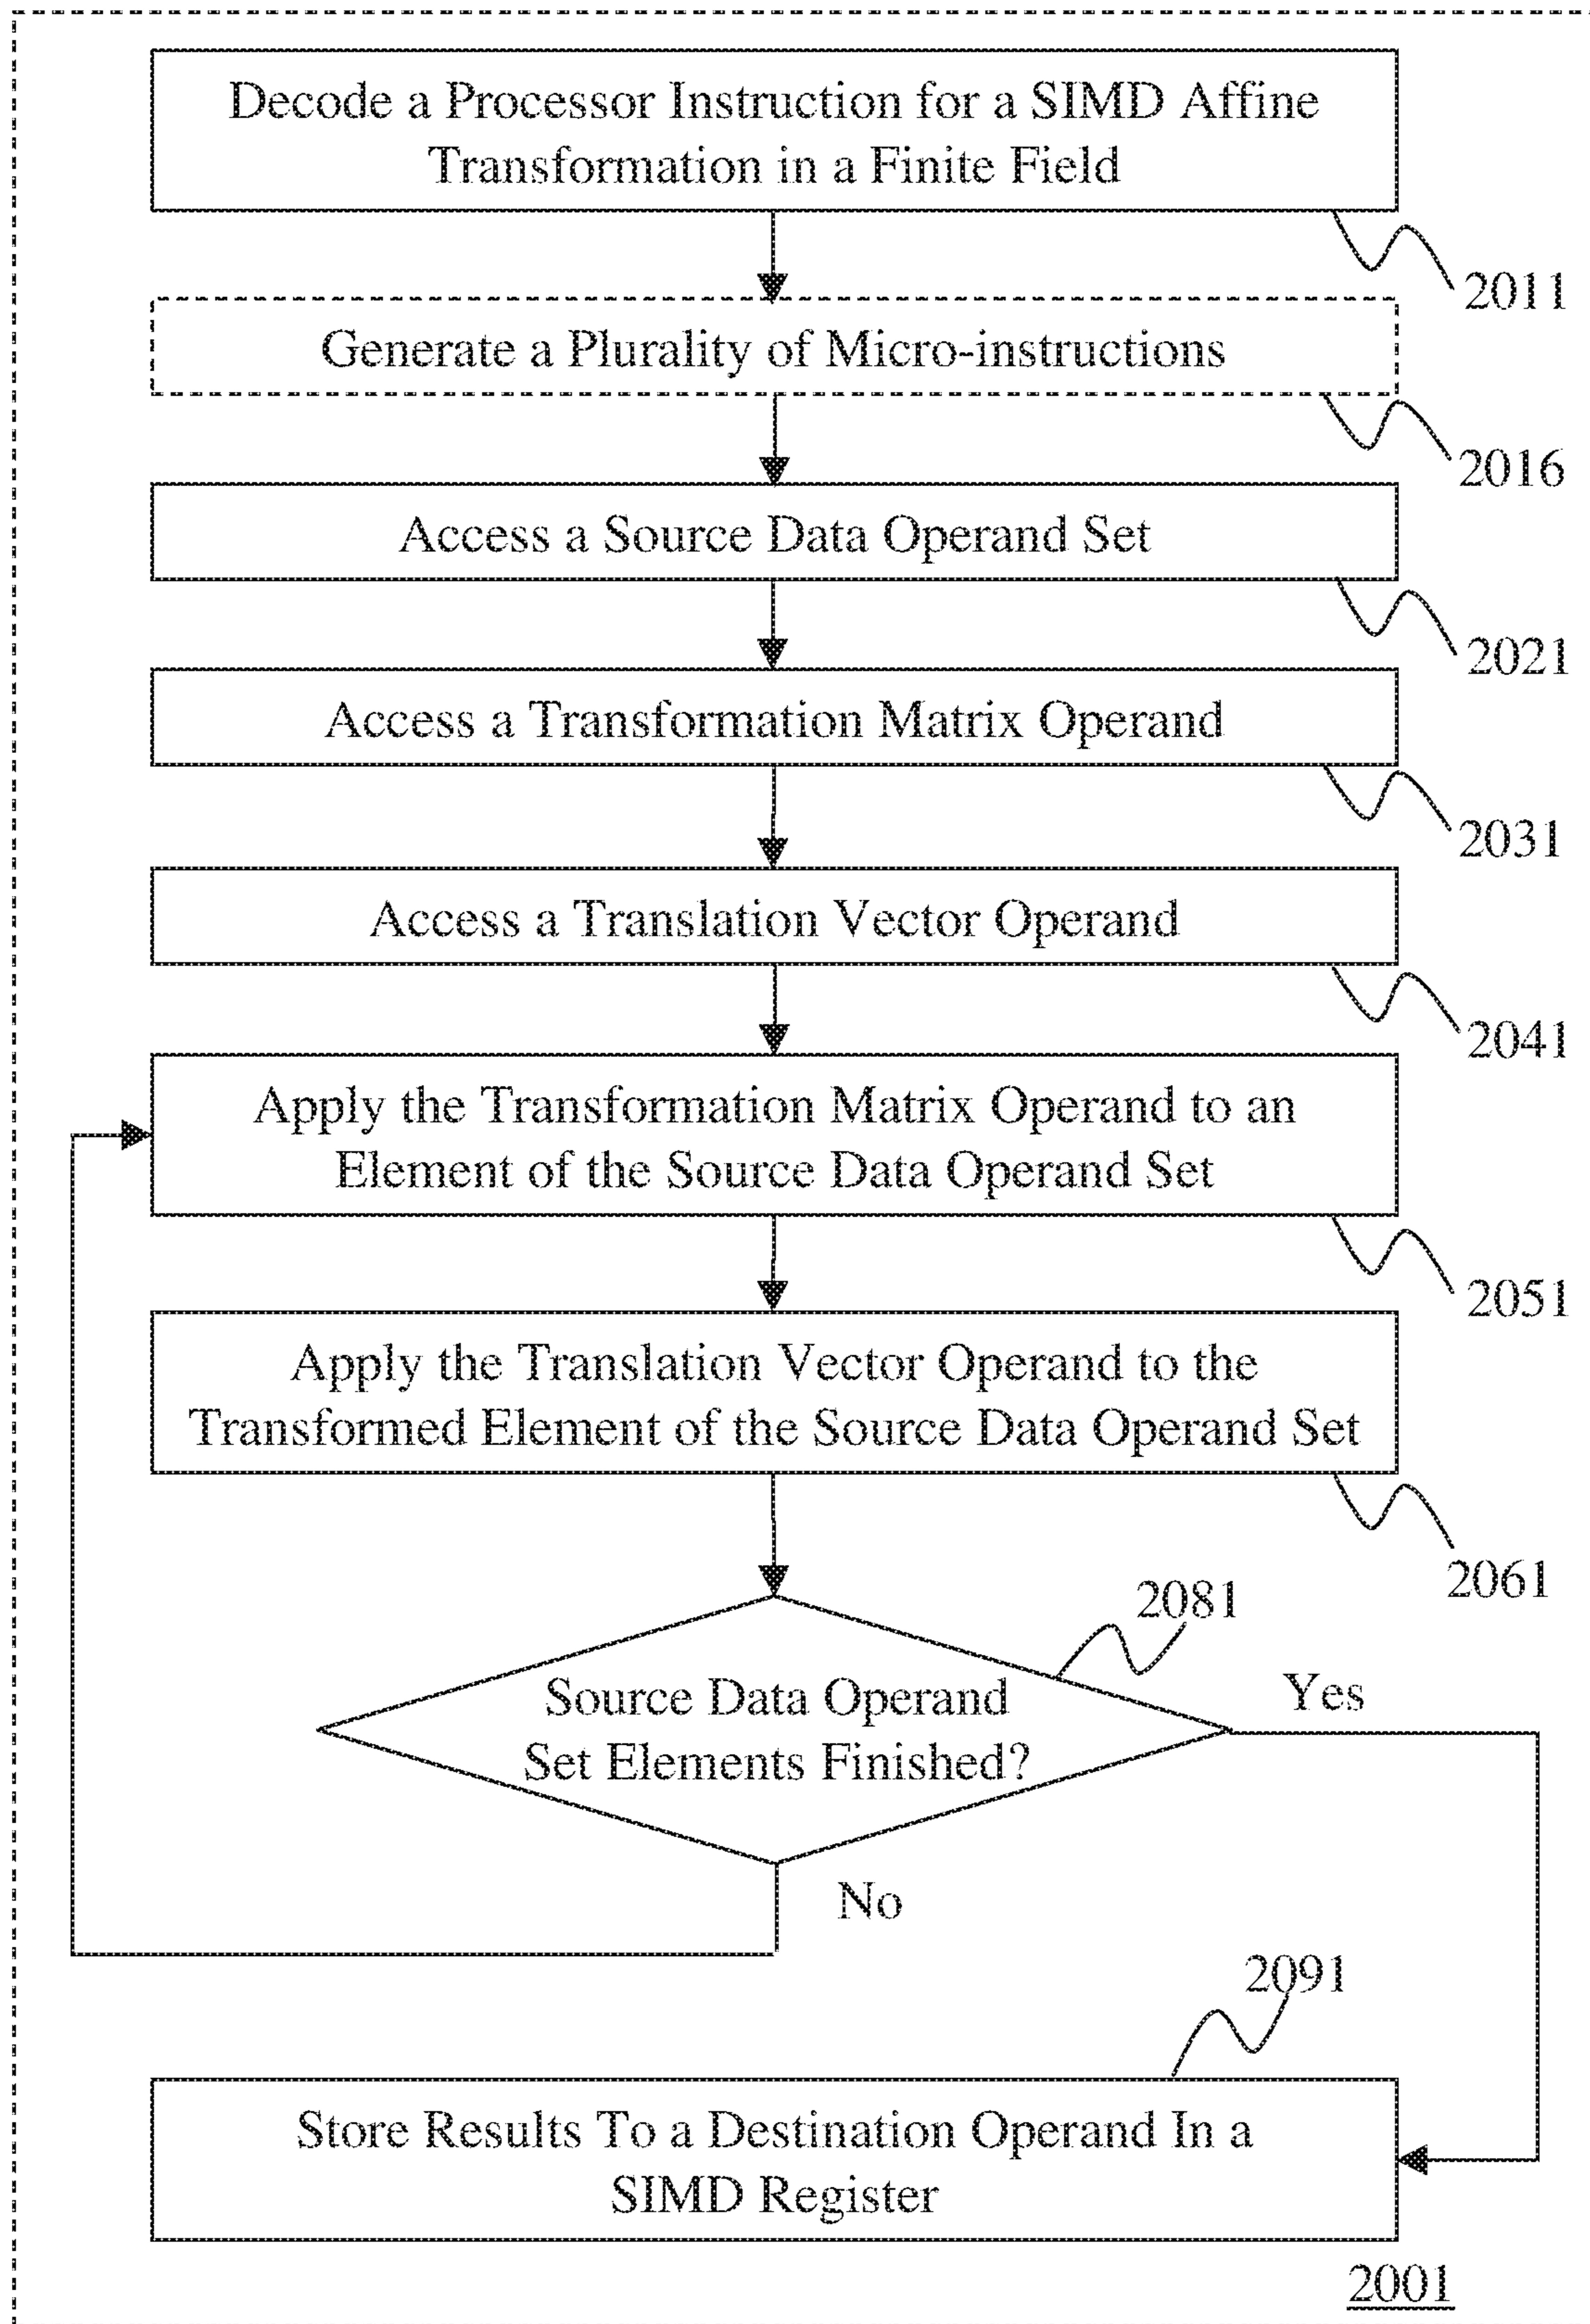 Decode a Processor Instruction for a SIMD Affine
Transformation in a Finite Field
2011
Generate a Plurality of Micro-instructions
2016
Access a Source Data Operand Set
2021
Access a Transformation Matrix Operand
2031
Access a Translation Vector Operand
2041
Apply the Transformation Matrix Operand to an
Element of the Source Data Operand Set
2051
Apply the Translation Vector Operand to the
Transformed Element of the Source Data Operand Set
2061
2081
Source Data Operand
Set Elements Finished?
Yes
No
2091
Store Results To a Destination Operand In a
SIMD Register
2001